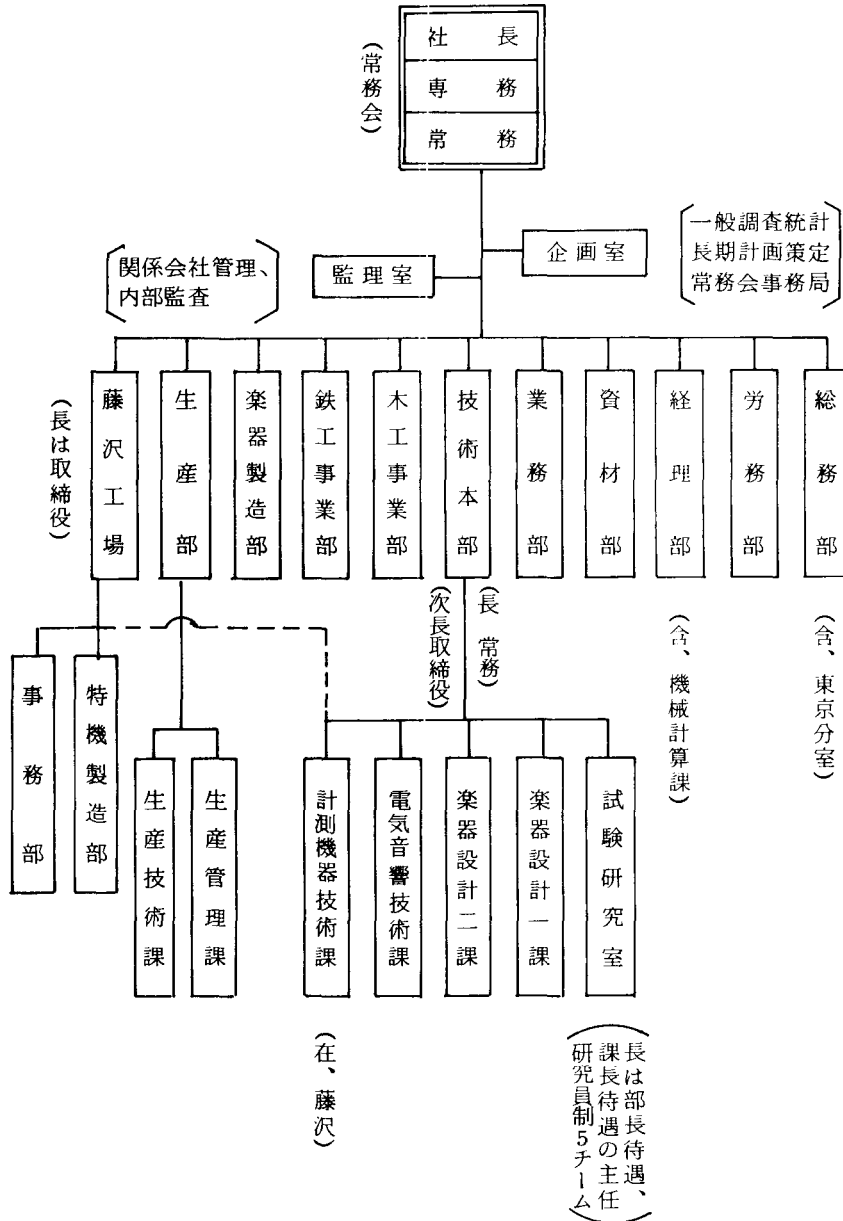 社長
専務
常務
（常務会）
企画室
一般調査統計
長期計画策定
常務会事務局
監理室
関係会社管理、
内部監査
総務部
（含、東京分室）
労務部
経理部
（含、機械計算課）
資材部
業務部
技術本部
（長 常務）
（次長取締役）
木工事業部
鉄工事業部
楽器製造部
生産部
藤沢工場
（長は取締役）
試験研究室
長は部長待遇、
課長待遇の主任
研究員制5チーム
楽器設計一課
楽器設計二課
電気音響技術課
計測機器技術課
（在、藤沢）
生産管理課
生産技術課
特機製造部
事務部